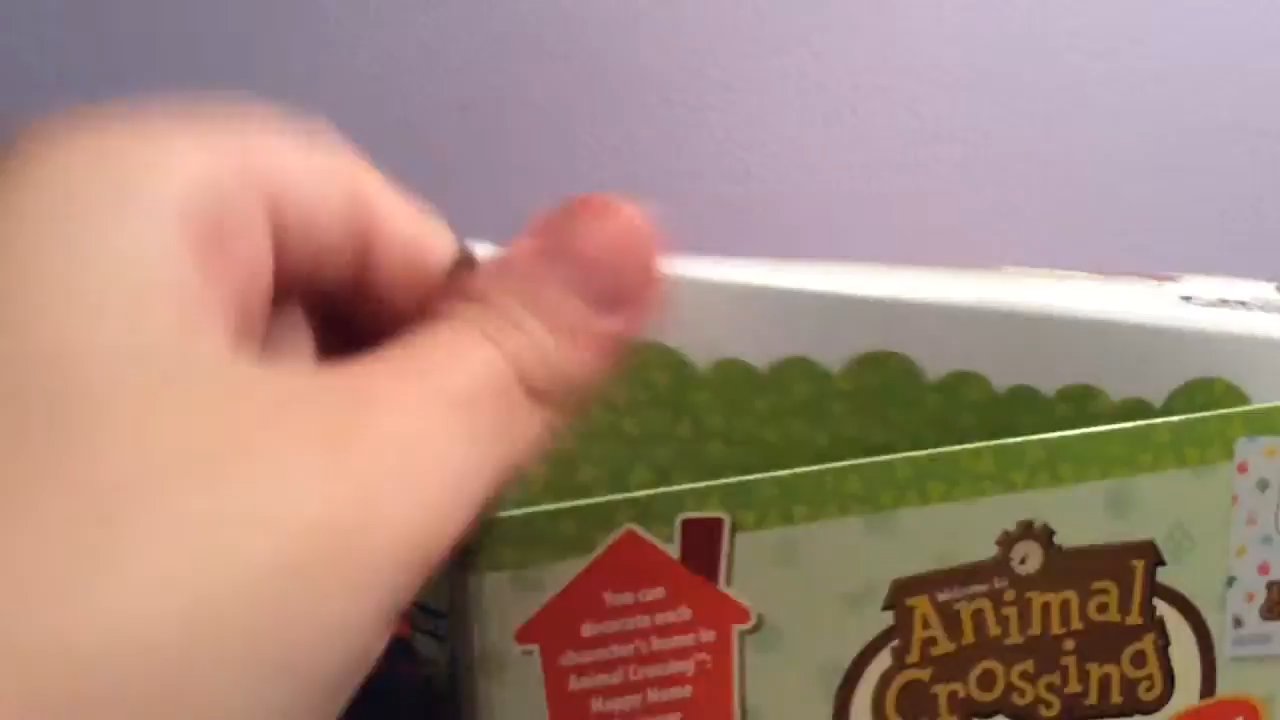 You can
decorate each
character's home in
Animal Crossing™:
Happy Home
Welcome to
Animal
Crossing